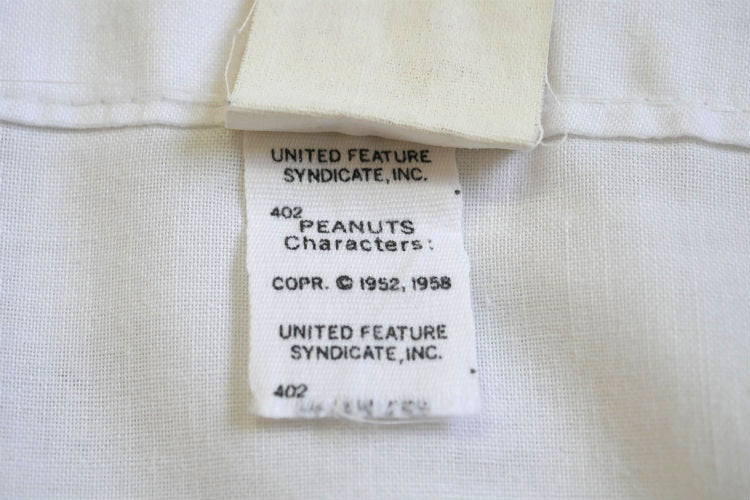 UNITED FEATURE
SYNDICATE, INC.
402
PEANUTS
Characters:
COPR. © 1952, 1958
UNITED FEATURE
SYNDICATE, INC.
402